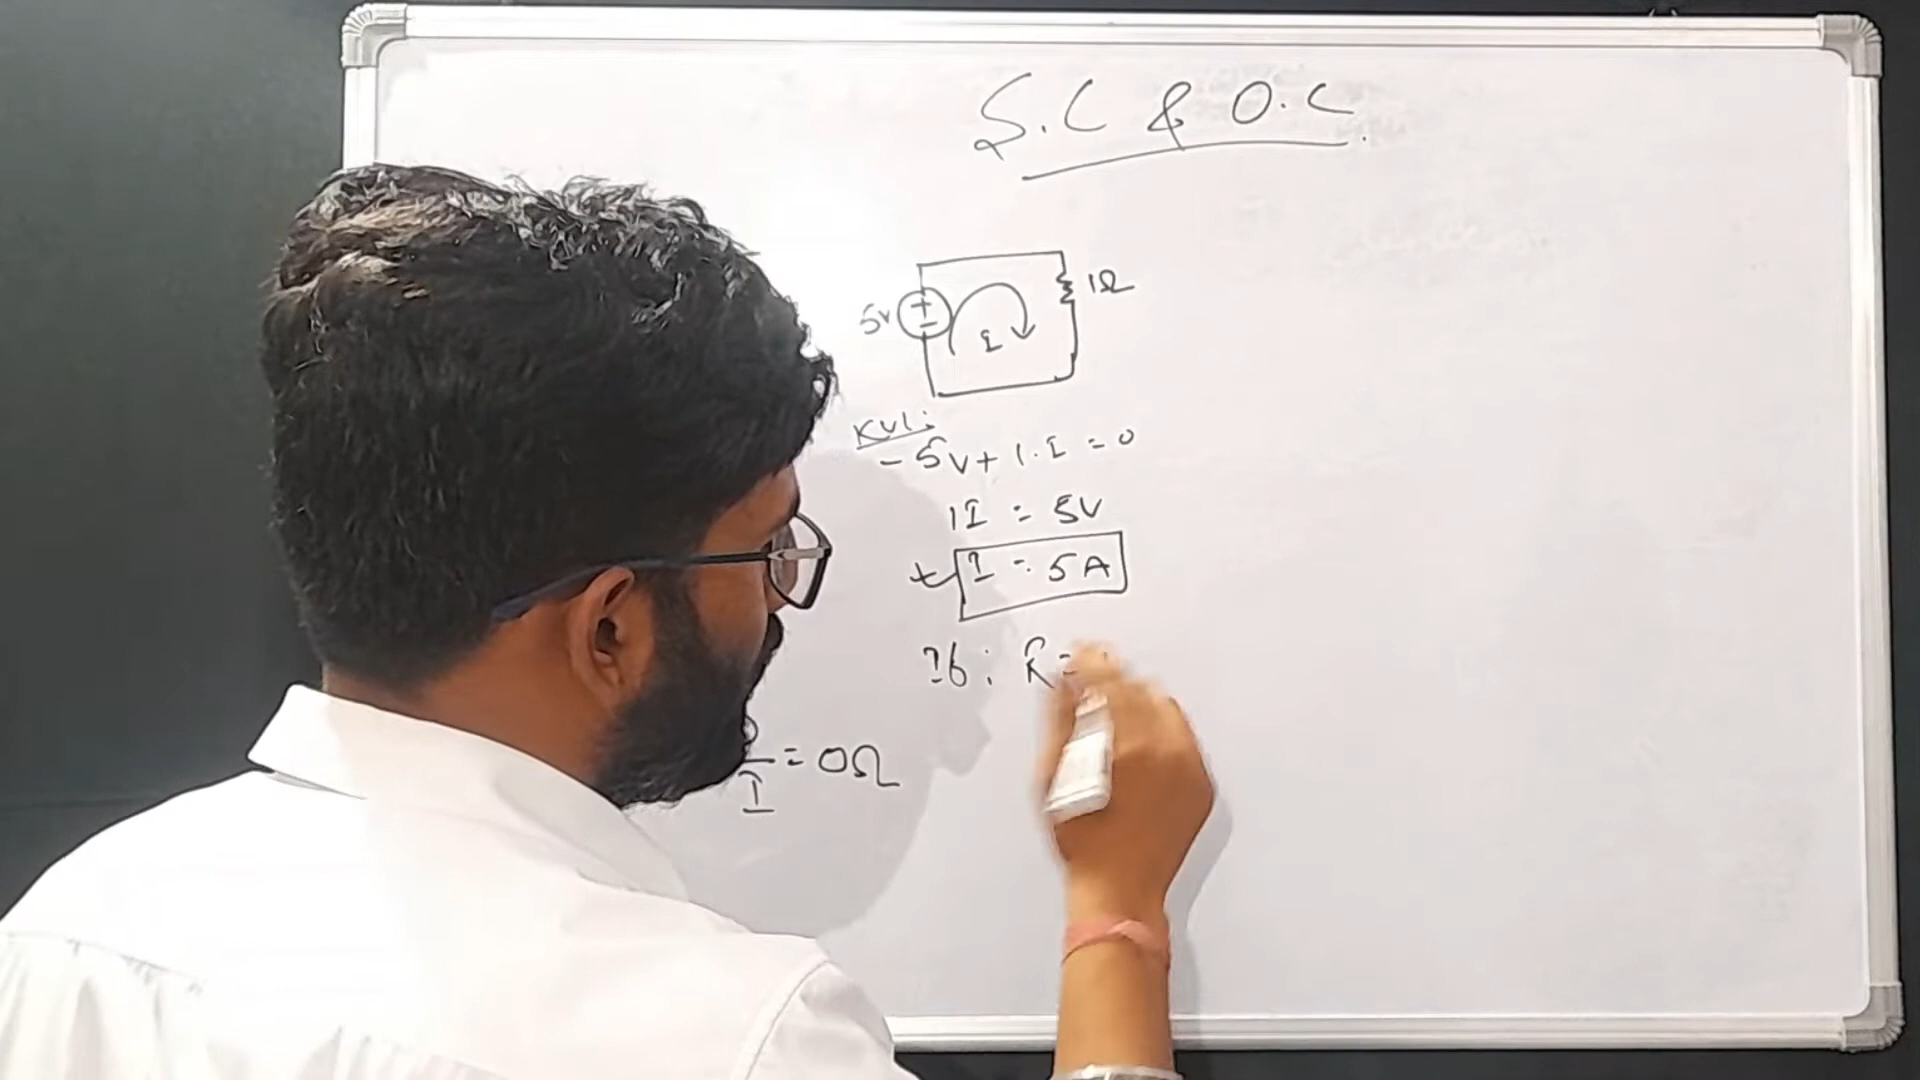 S.C & O.C.
5V
1Ω
I
KVL:
-5V + 1.I = 0
1I = 5V
I = 5A
If : R=
I = 0Ω